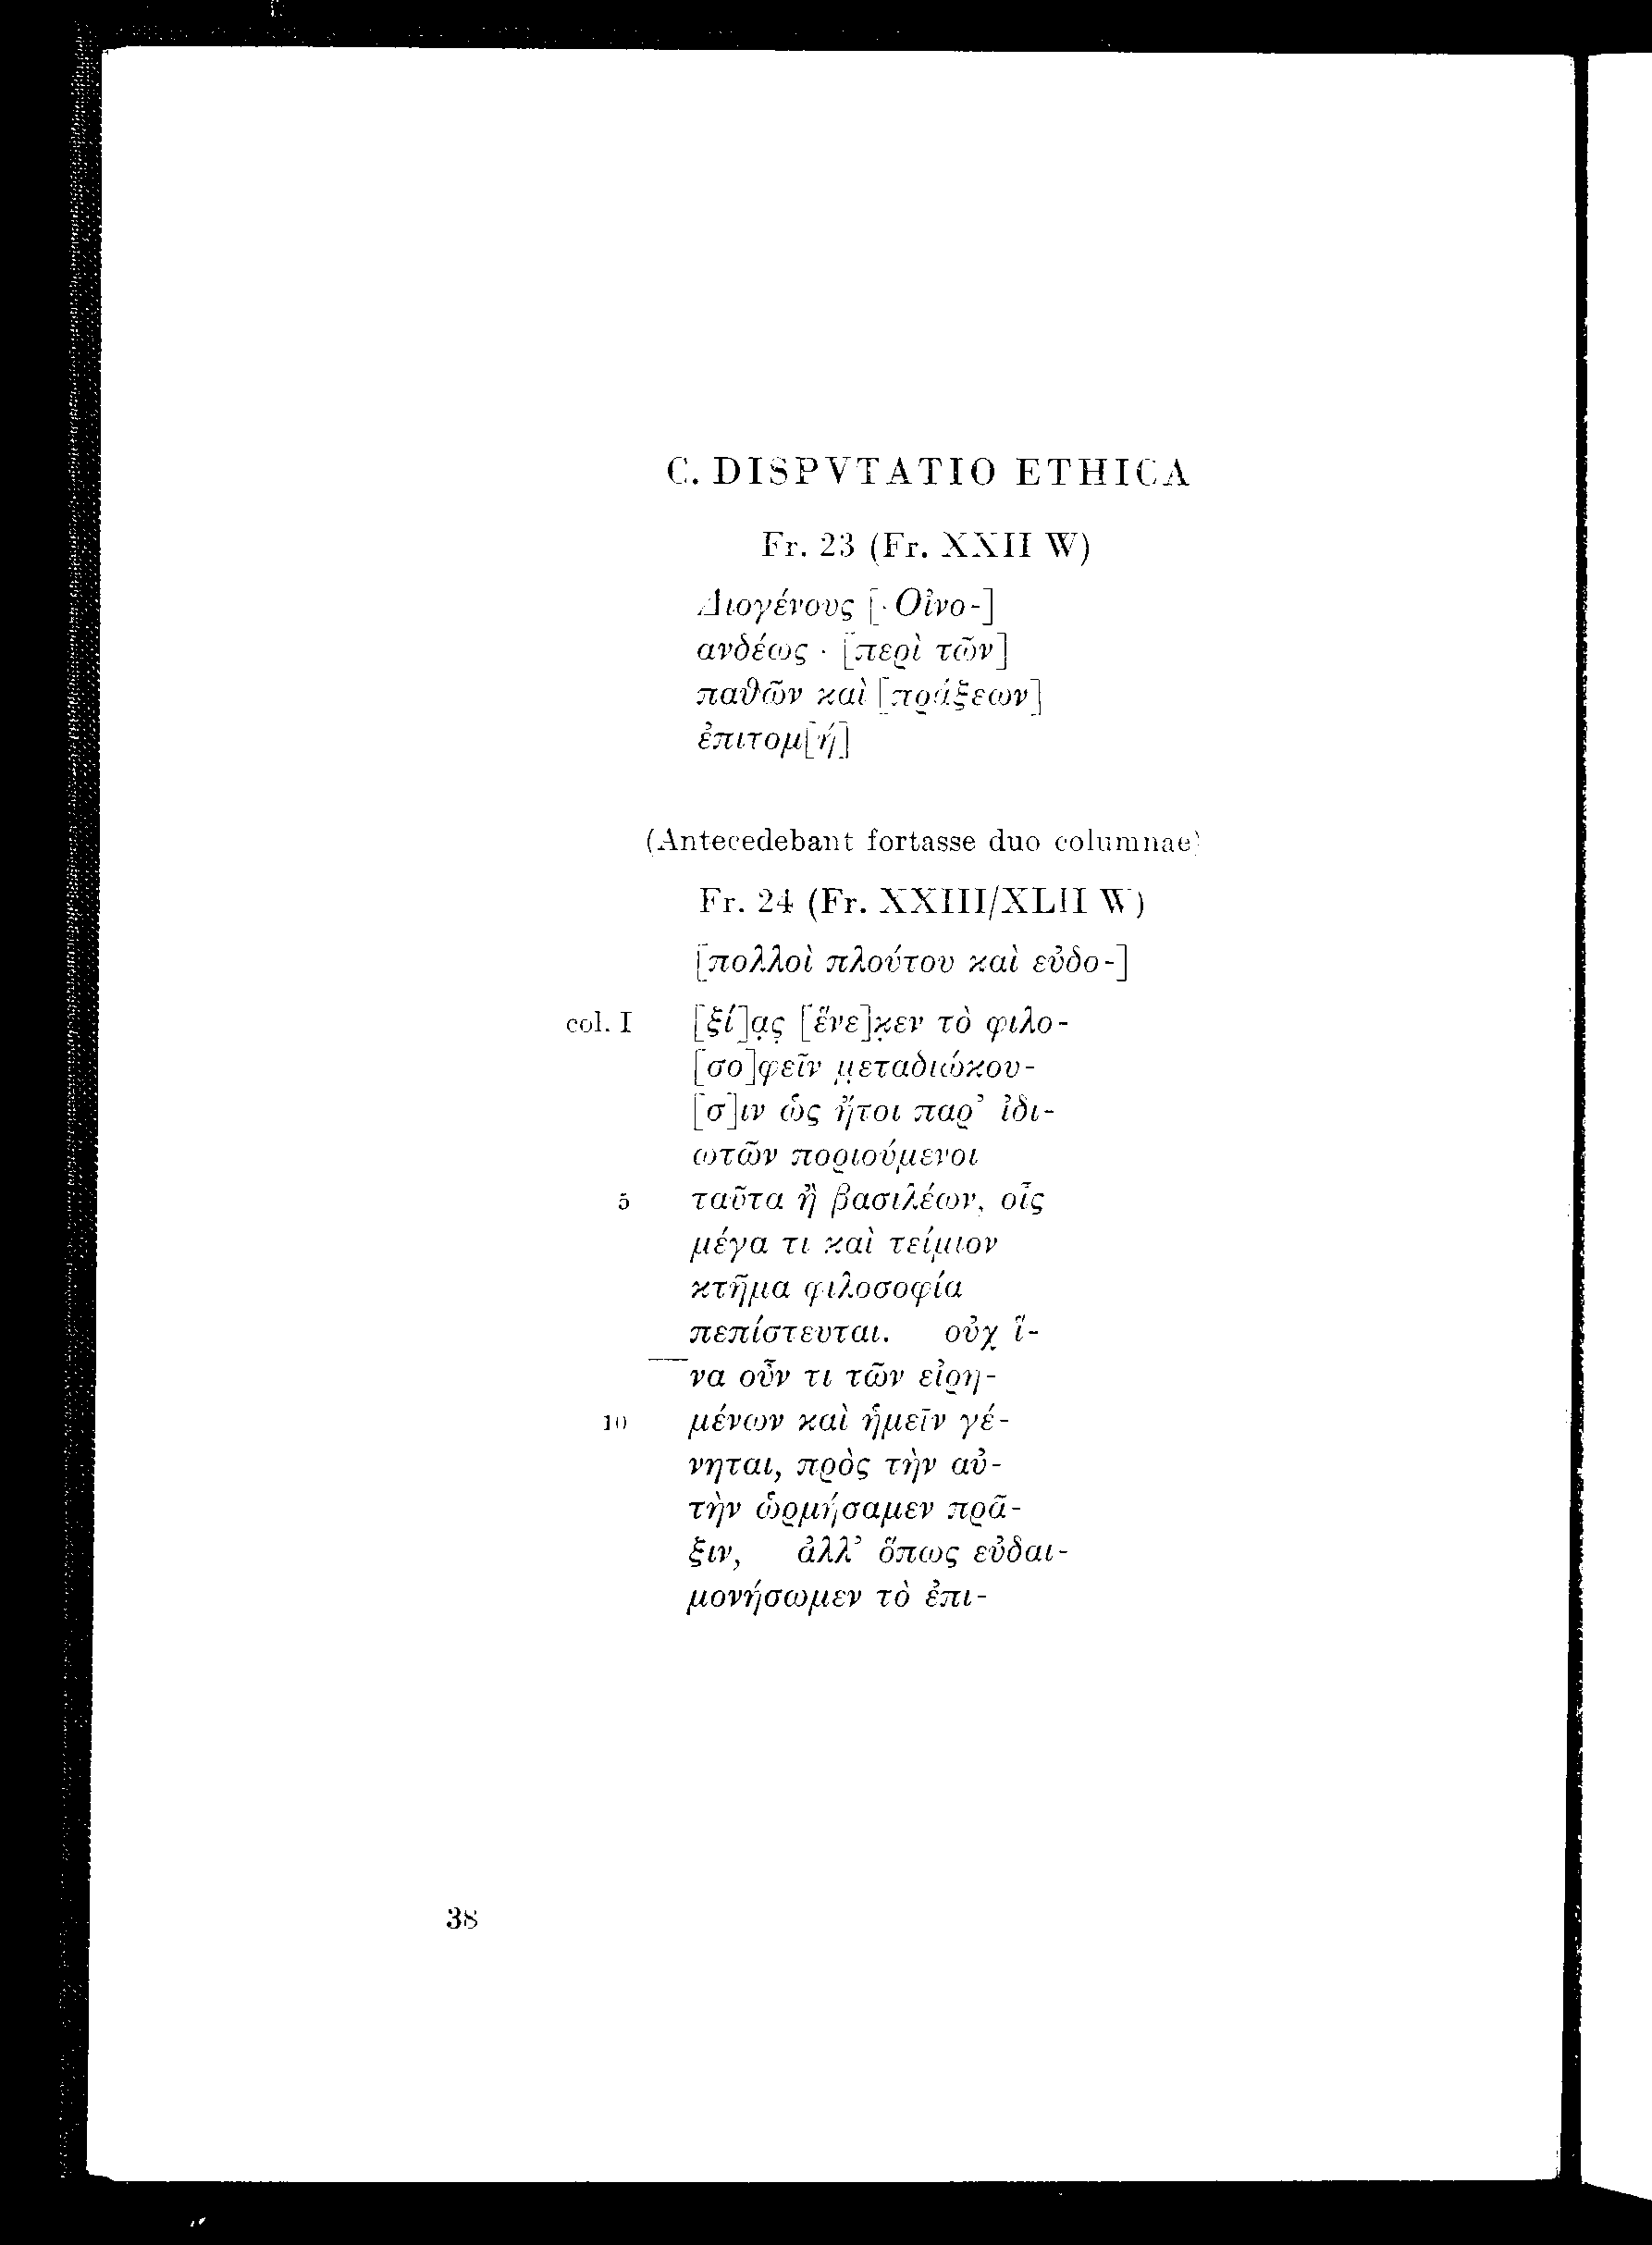 C. DISPVTATIO ETHICA
Fr. 23 (Fr. XXII W)
Διογένους [· Οἰνο-]
ανδέως · [περὶ τῶν]
παθῶν καὶ [πράξεων]
ἐπιτομ[ή]
(Antecedebant fortasse duo columnae)
Fr. 24 (Fr. XXIII/XLII W)
[πολλοὶ πλούτου καὶ εὐδο-]
col. I [ξί]α̣ς̣ [ἕνε]κ̣εν τὸ φιλο-
[σο]φεῖν μ̣εταδιώκου-
[σ]ιν ὡς ἤτοι παρ’ ἰδι-
ωτῶν ποριούμενοι
5 ταῦτα ἢ βασιλέων, οἷς
μέγα τι καὶ τείμιον
κτῆμα φιλοσοφία
πεπίστευται. οὐχ ἵ-
να οὖν τι τῶν εἰρη-
10 μένων καὶ ἡμεῖν γέ-
νηται, πρὸς τὴν αὐ-
τὴν ὡρμήσαμεν πρᾶ-
ξιν, ἀλλ’ ὅπως εὐδαι-
μονήσωμεν τὸ ἐπι-
38